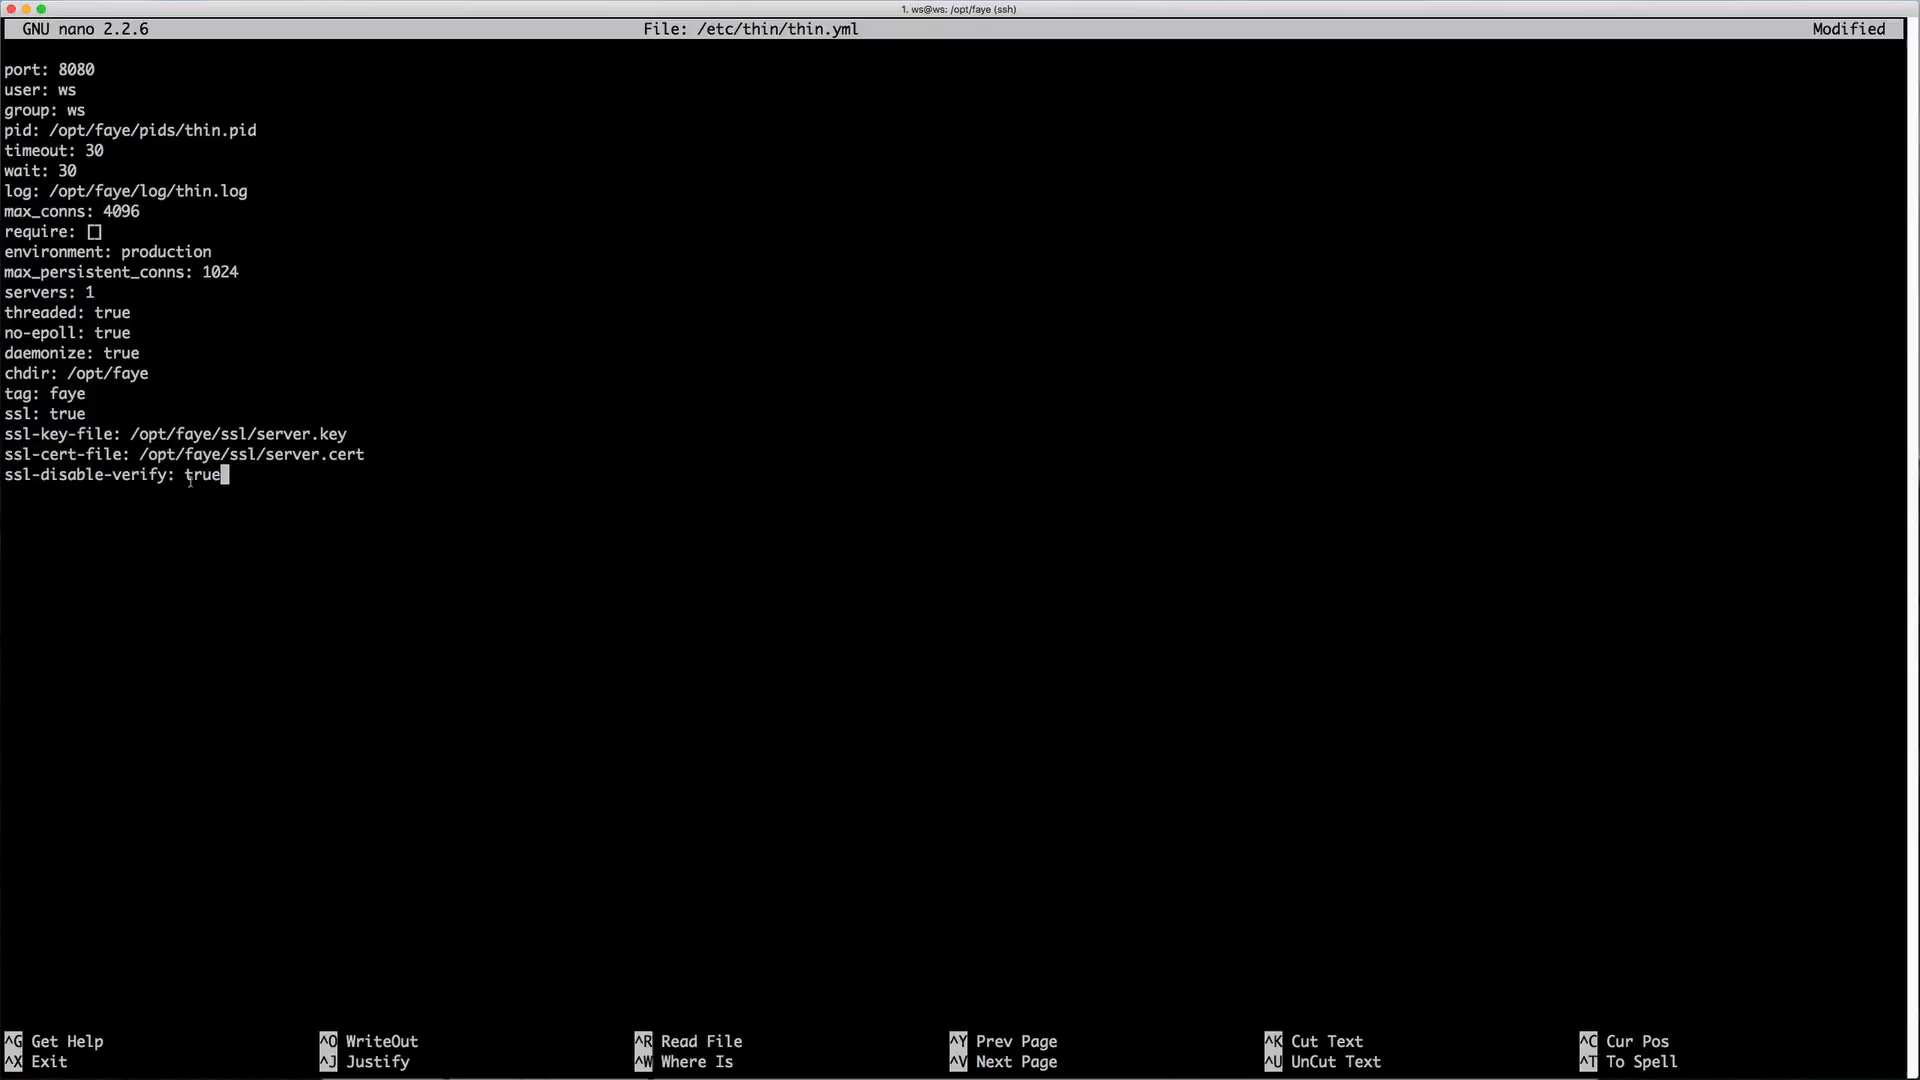 1. ws@ws: /opt/faye (ssh)
GNU nano 2.2.6 File: /etc/thin/thin.yml Modified
port: 8080
user: ws
group: ws
pid: /opt/faye/pids/thin.pid
timeout: 30
wait: 30
log: /opt/faye/log/thin.log
max_conns: 4096
require: []
environment: production
max_persistent_conns: 1024
servers: 1
threaded: true
no-epoll: true
daemonize: true
chdir: /opt/faye
tag: faye
ssl: true
ssl-key-file: /opt/faye/ssl/server.key
ssl-cert-file: /opt/faye/ssl/server.cert
ssl-disable-verify: true
^G Get Help ^O WriteOut ^R Read File ^Y Prev Page ^K Cut Text ^C Cur Pos
^X Exit ^J Justify ^W Where Is ^V Next Page ^U UnCut Text ^T To Spell